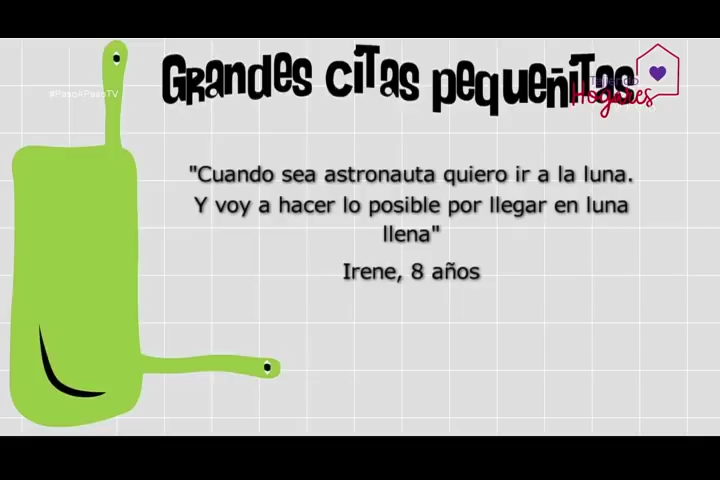 Grandes citas pequeñitas
Tejiendo
Hogares
#PasoAPasoTV
"Cuando sea astronauta quiero ir a la luna.
Y voy a hacer lo posible por llegar en luna
llena"
Irene, 8 años